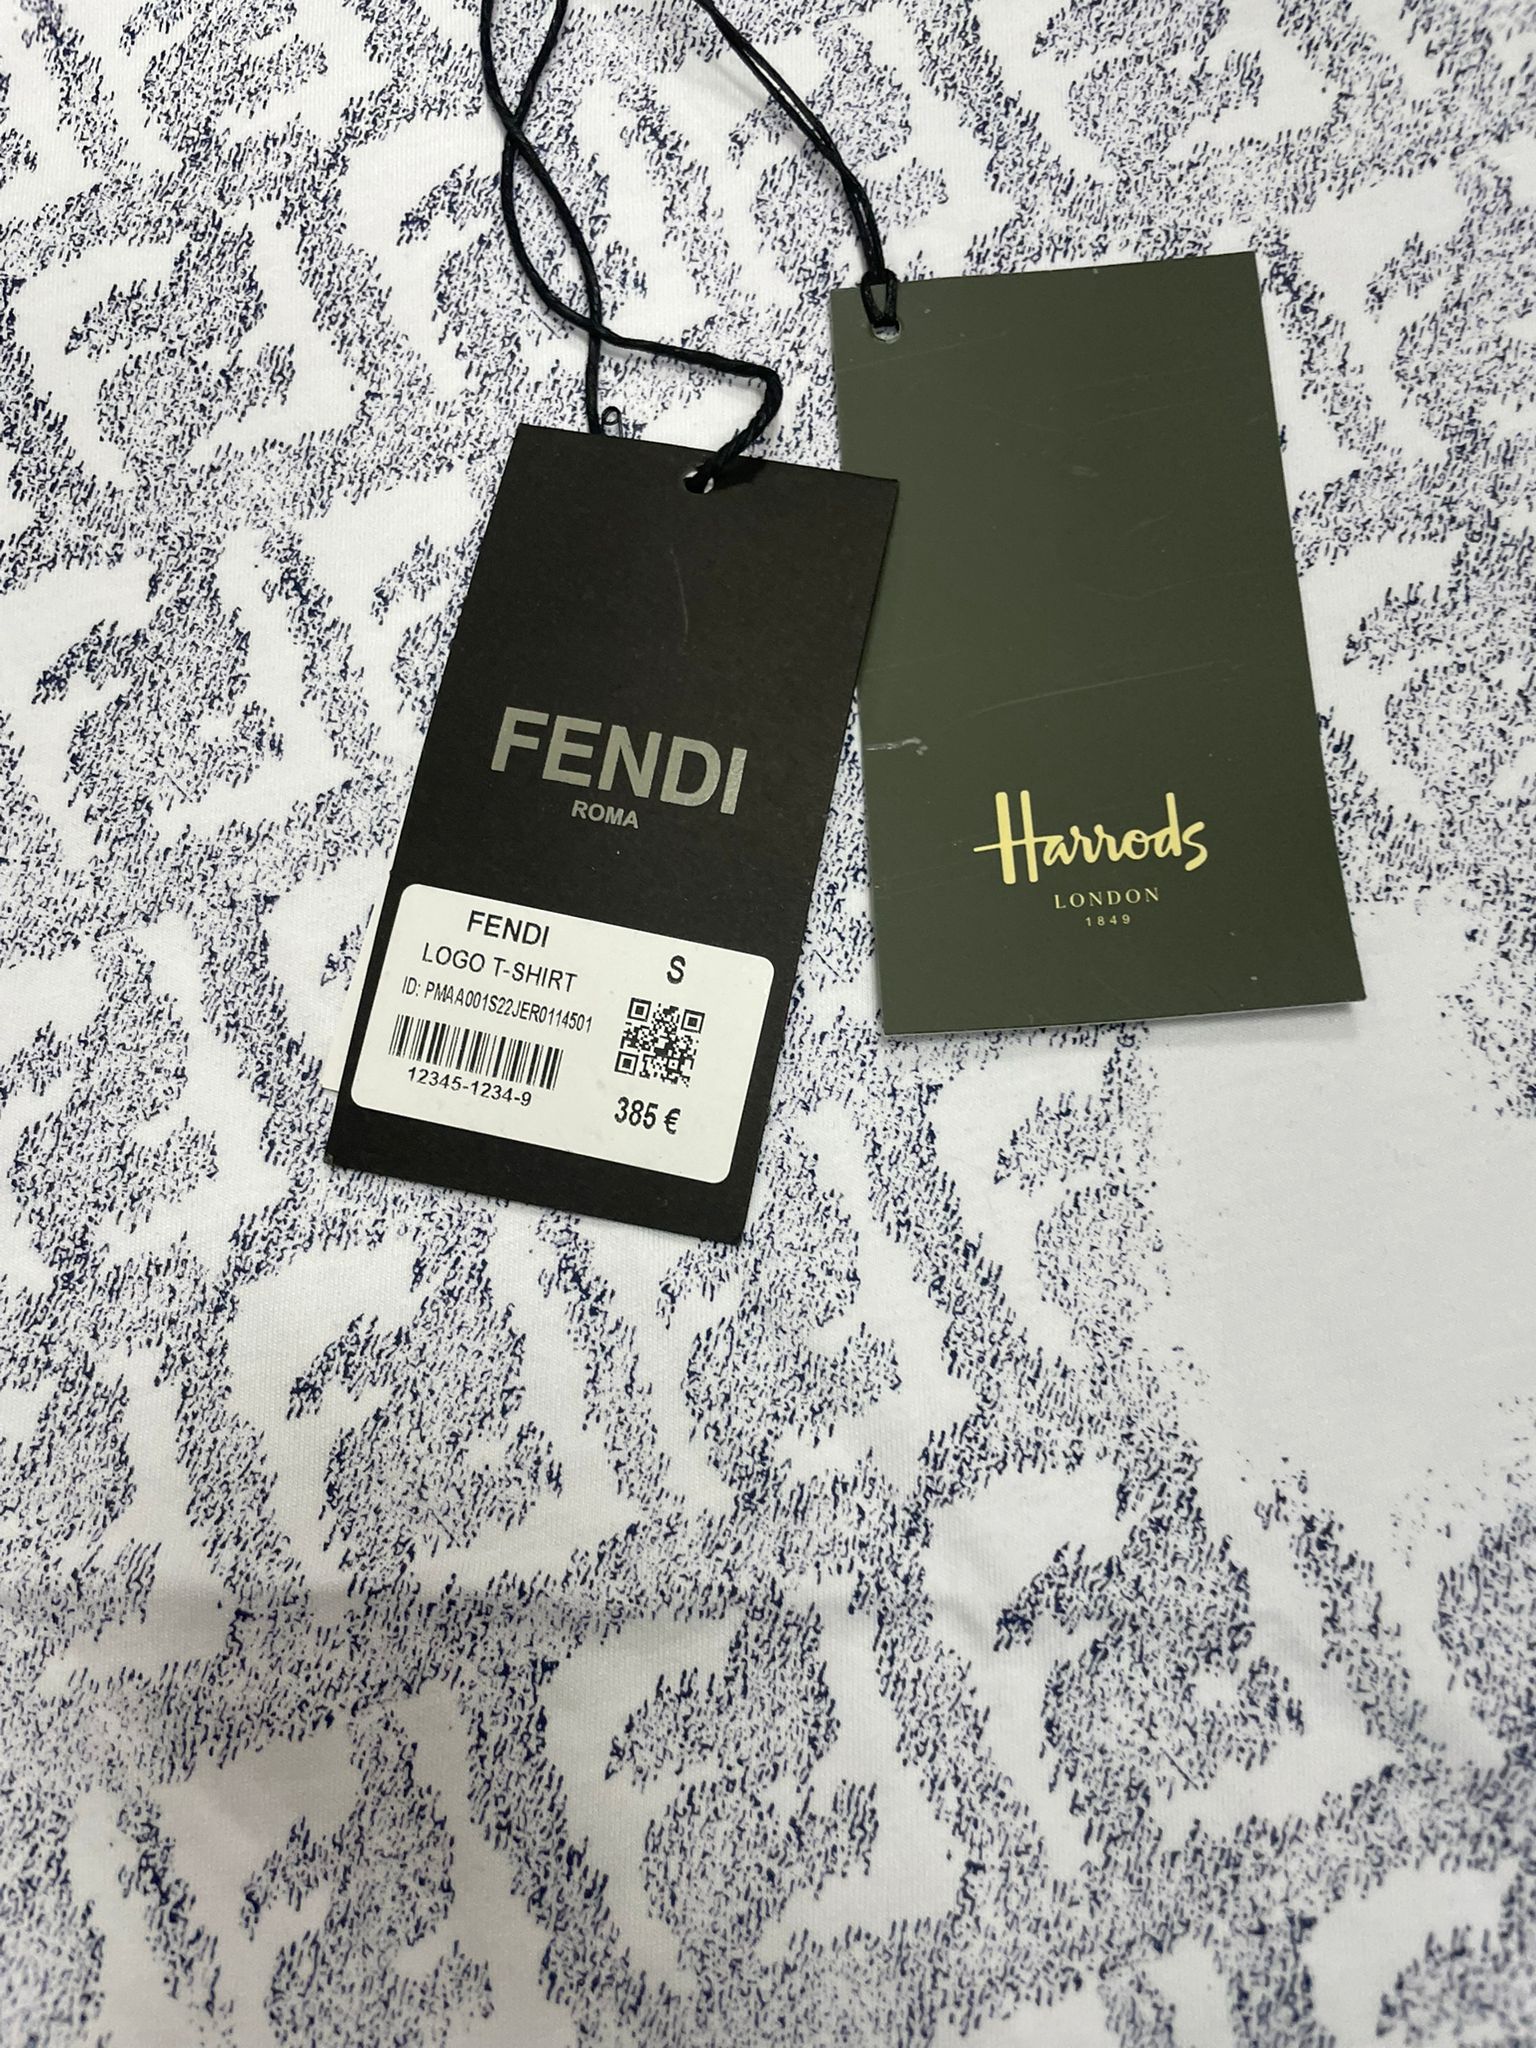 FENDI
ROMA
FENDI
LOGO T-SHIRT
ID: PMAA001S22JER0114501
12345-1234-9
S
385 €
Harrods
LONDON
1849